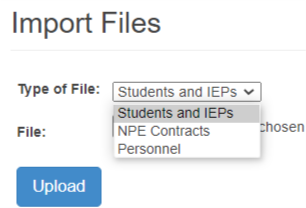 Import Files
Type of File: Students and IEPs
Students and IEPs
File: NPE Contracts chosen
Personnel
Upload